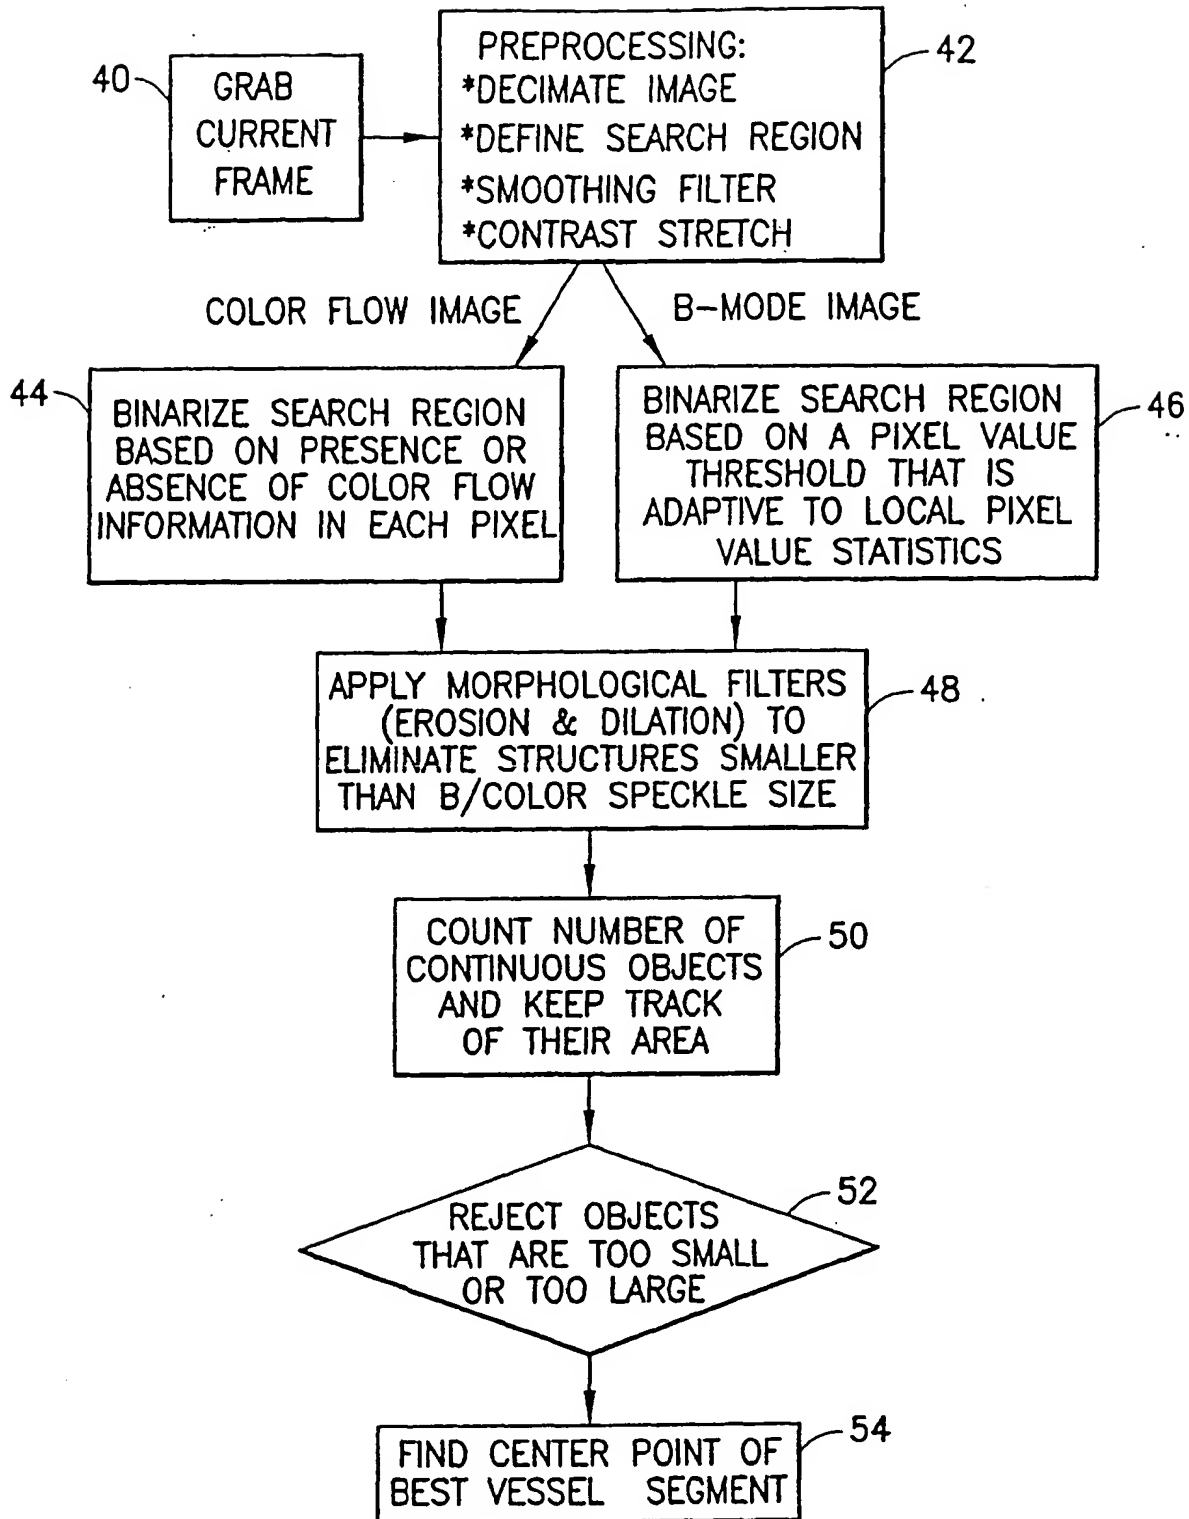 40
GRAB
CURRENT
FRAME
PREPROCESSING:
*DECIMATE IMAGE
*DEFINE SEARCH REGION
*SMOOTHING FILTER
*CONTRAST STRETCH
42
COLOR FLOW IMAGE
B-MODE IMAGE
44
BINARIZE SEARCH REGION
BASED ON PRESENCE OR
ABSENCE OF COLOR FLOW
INFORMATION IN EACH PIXEL
BINARIZE SEARCH REGION
BASED ON A PIXEL VALUE
THRESHOLD THAT IS
ADAPTIVE TO LOCAL PIXEL
VALUE STATISTICS
46
APPLY MORPHOLOGICAL FILTERS
(EROSION & DILATION) TO
ELIMINATE STRUCTURES SMALLER
THAN B/COLOR SPECKLE SIZE
48
COUNT NUMBER OF
CONTINUOUS OBJECTS
AND KEEP TRACK
OF THEIR AREA
50
REJECT OBJECTS
THAT ARE TOO SMALL
OR TOO LARGE
52
FIND CENTER POINT OF
BEST VESSEL SEGMENT
54